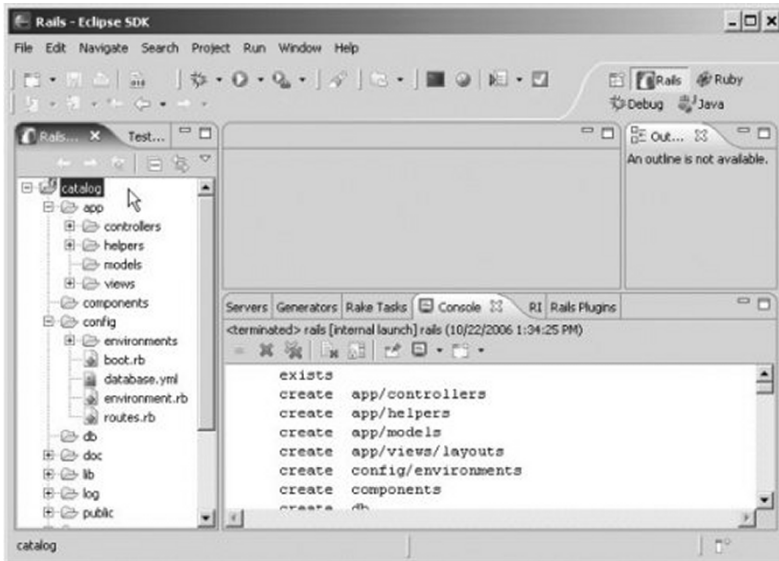 Rails - Eclipse SDK
File Edit Navigate Search Project Run Window Help
Rails Ruby
Debug Java
Rails... Test...
Out...
An outline is not available.
catalog
app
controllers
helpers
models
views
components
config
environments
boot.rb
database.yml
environment.rb
routes.rb
db
doc
lib
log
public
Servers Generators Rake Tasks Console RI Rails Plugins
<terminated> rails [internal launch] rails (10/22/2006 1:34:25 PM)
exists
create app/controllers
create app/helpers
create app/models
create app/views/layouts
create config/environments
create components
create db
catalog